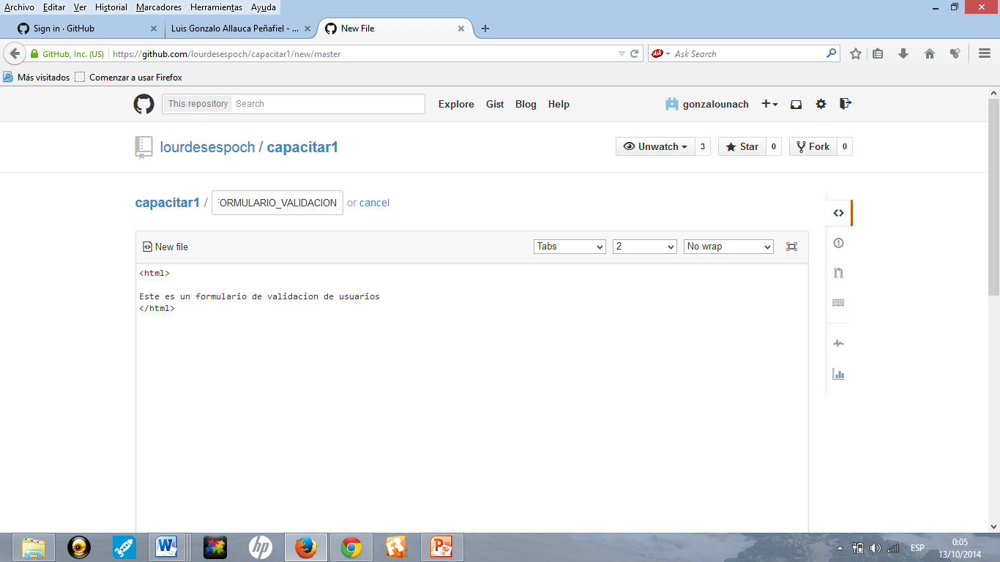 Archivo Editar Ver Historial Marcadores Herramientas Ayuda
Sign in · GitHub
Luis Gonzalo Allauca Peñafiel - ...
New File
GitHub, Inc. (US) https://github.com/lourdesespoch/capacitar1/new/master
Ask Ask Search
Más visitados Comenzar a usar Firefox
This repository Search Explore Gist Blog Help gonzalounach
lourdesespoch / capacitar1 Unwatch 3 Star 0 Fork 0
capacitar1 / FORMULARIO_VALIDACION or cancel
New file Tabs 2 No wrap
<html>
Este es un formulario de validacion de usuarios
</html>
hp ESP 0:05
13/10/2014